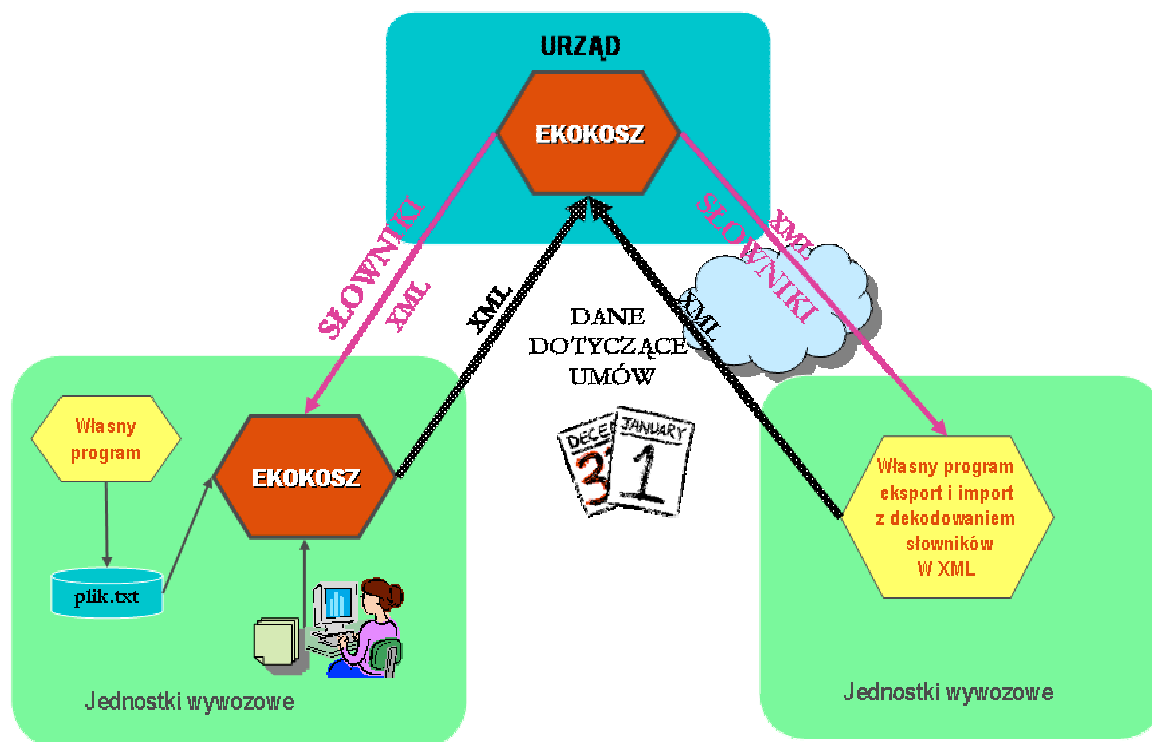 URZĄD
EKOKOSZ
SŁOWNIKI
XML
XML
XML
SŁOWNIKI
XML
DANE
DOTYCZĄCE
UMÓW
JANUARY
1
DECE
3
Własny
program
EKOKOSZ
plik.txt
Jednostki wywozowe
Własny program
eksport i import
z dekodowaniem
słowników
W XML
Jednostki wywozowe